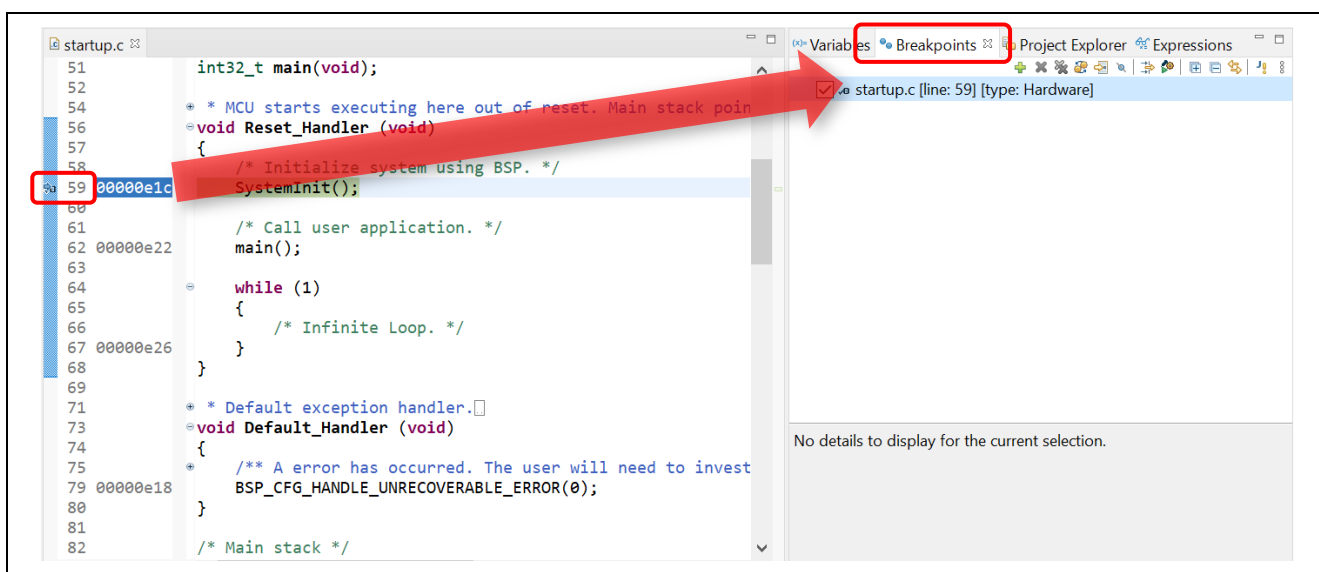 startup.c
51 int32_t main(void);
52
54 * MCU starts executing here out of reset. Main stack poin
56 void Reset_Handler (void)
57 {
58 /* Initialize system using BSP. */
59 00000e1c SystemInit();
60
61 /* Call user application. */
62 00000e22 main();
63
64 while (1)
65 {
66 /* Infinite Loop. */
67 00000e26 }
68 }
69
71 * Default exception handler.
73 void Default_Handler (void)
74 {
75 /** A error has occurred. The user will need to invest
79 00000e18 BSP_CFG_HANDLE_UNRECOVERABLE_ERROR(0);
80 }
81
82 /* Main stack */
(x)= Variables Breakpoints Project Explorer Expressions
startup.c [line: 59] [type: Hardware]
No details to display for the current selection.